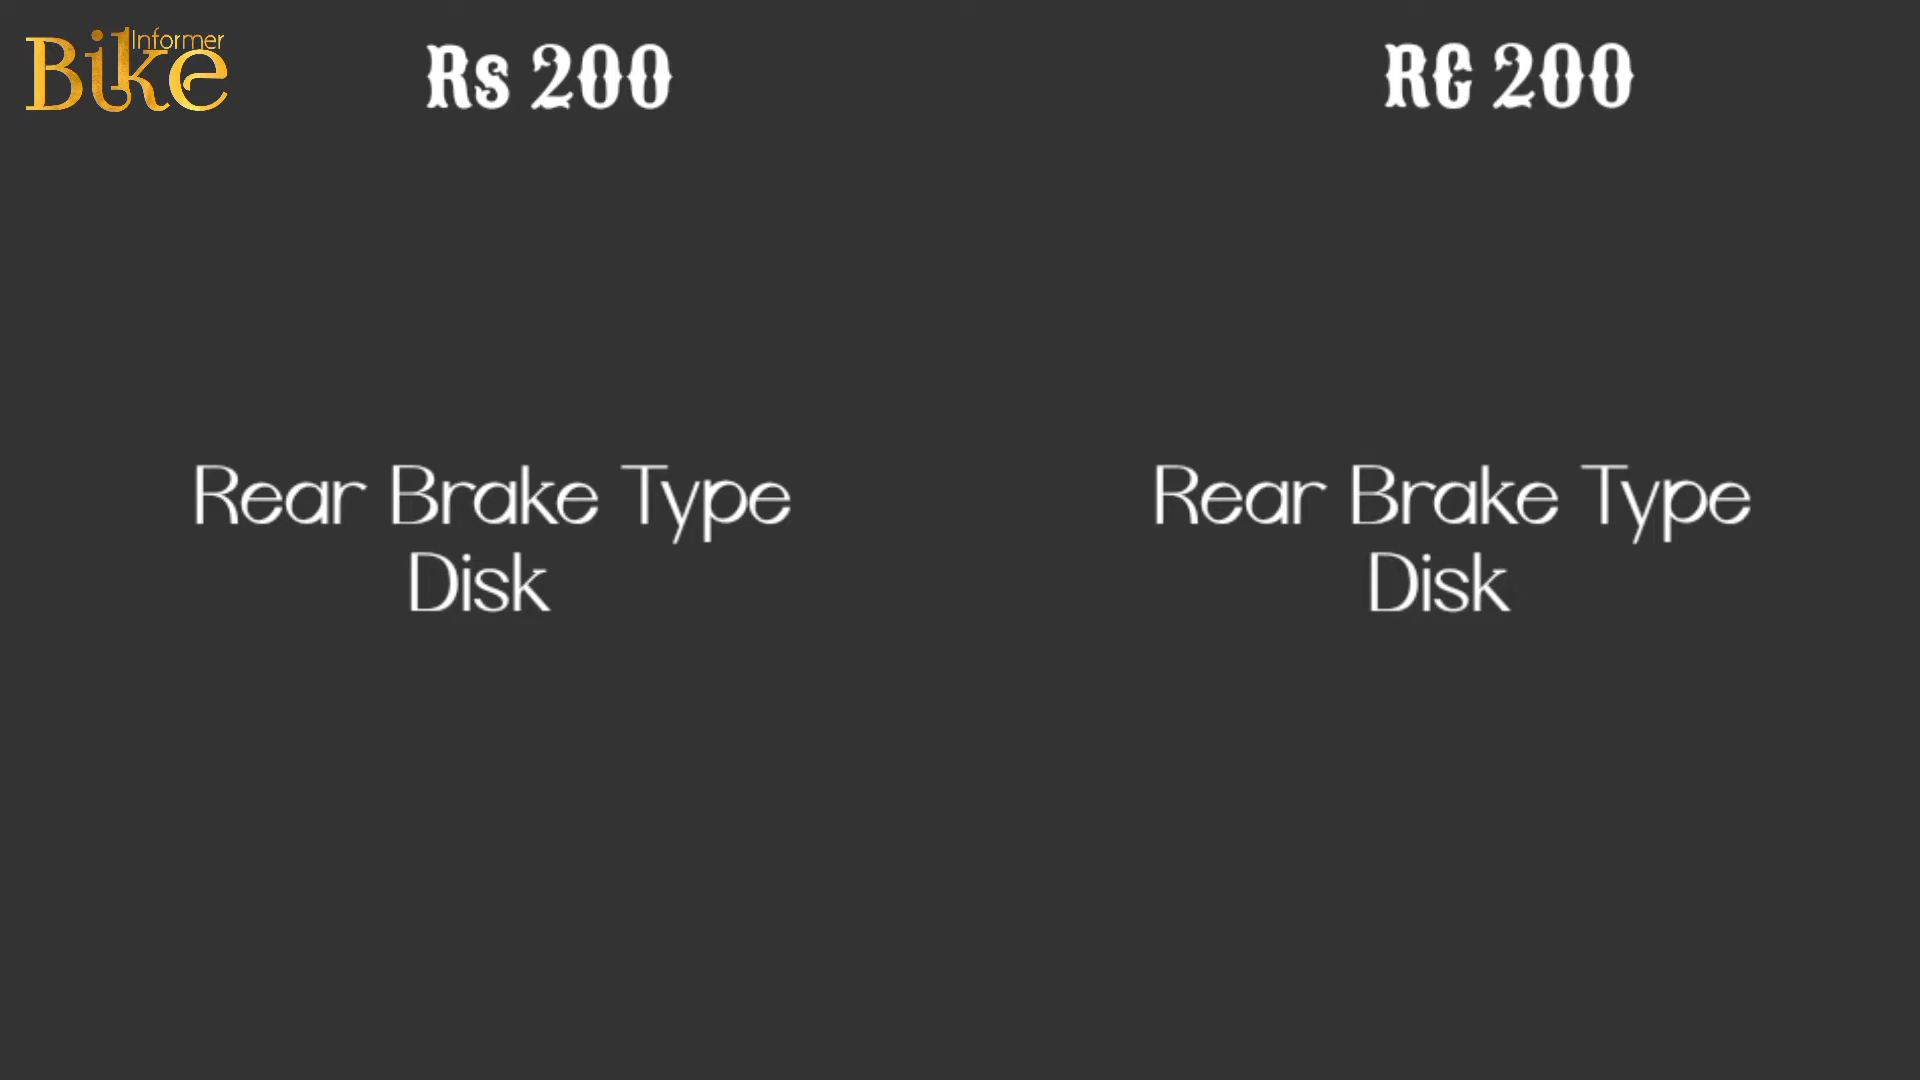 Bike Informer
Rs 200
RC 200
Rear Brake Type
Disk
Rear Brake Type
Disk